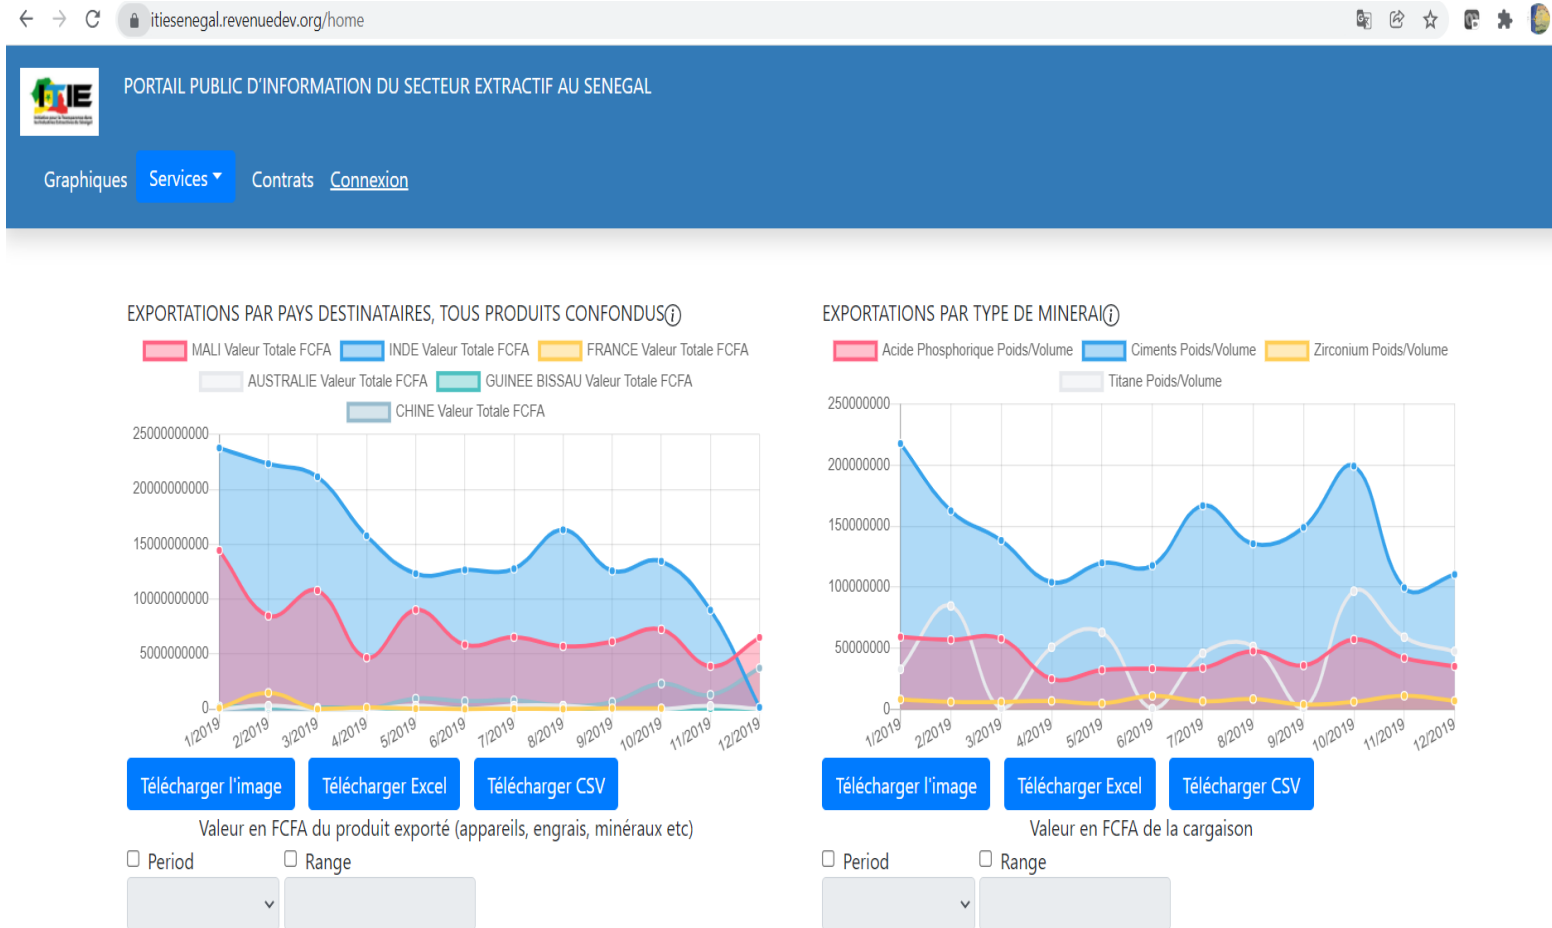 itiesenegal.revenuedev.org/home
ITIE
PORTAIL PUBLIC D'INFORMATION DU SECTEUR EXTRACTIF AU SENEGAL
Graphiques Services Contrats Connexion
EXPORTATIONS PAR PAYS DESTINATAIRES, TOUS PRODUITS CONFONDUS
MALI Valeur Totale FCFA INDE Valeur Totale FCFA FRANCE Valeur Totale FCFA
AUSTRALIE Valeur Totale FCFA GUINEE BISSAU Valeur Totale FCFA
CHINE Valeur Totale FCFA
25000000000
20000000000
15000000000
10000000000
5000000000
0
1/2019 2/2019 3/2019 4/2019 5/2019 6/2019 7/2019 8/2019 9/2019 10/2019 11/2019 12/2019
Télécharger l'image Télécharger Excel Télécharger CSV
Valeur en FCFA du produit exporté (appareils, engrais, minéraux etc)
Period Range
EXPORTATIONS PAR TYPE DE MINERAI
Acide Phosphorique Poids/Volume Ciments Poids/Volume Zirconium Poids/Volume
Titane Poids/Volume
250000000
200000000
150000000
100000000
50000000
0
1/2019 2/2019 3/2019 4/2019 5/2019 6/2019 7/2019 8/2019 9/2019 10/2019 11/2019 12/2019
Télécharger l'image Télécharger Excel Télécharger CSV
Valeur en FCFA de la cargaison
Period Range